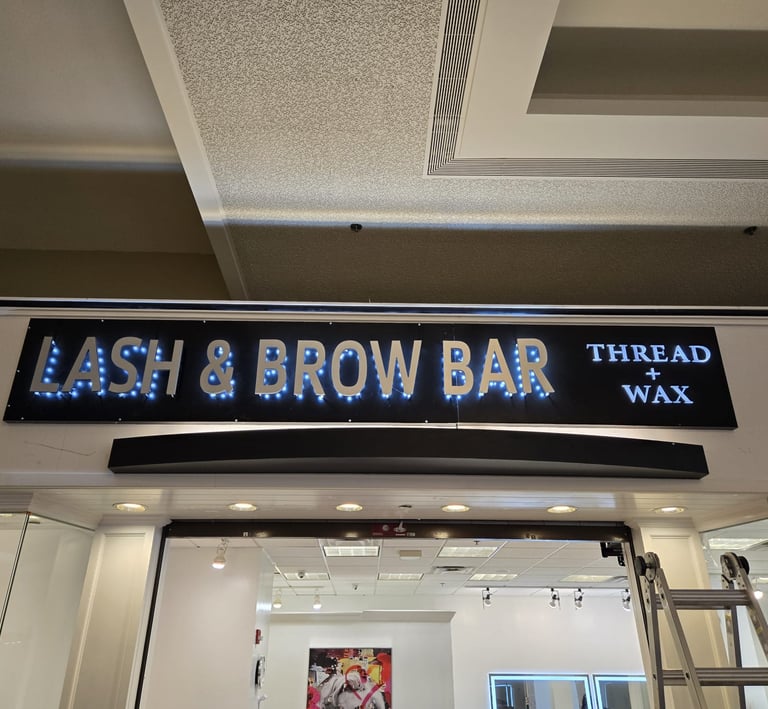 LASH & BROW BAR
THREAD
+
WAX